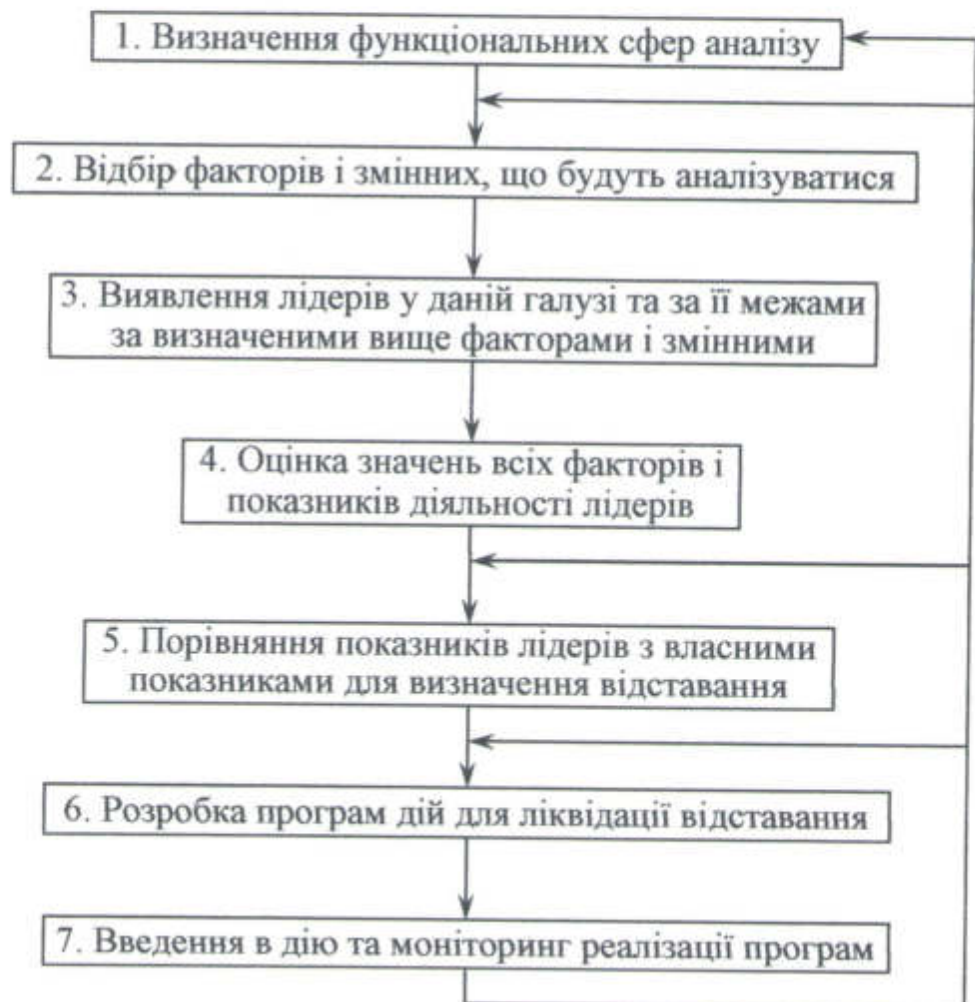 1. Визначення функціональних сфер аналізу
2. Відбір факторів і змінних, що будуть аналізуватися
3. Виявлення лідерів у даній галузі та за її межами
за визначеними вище факторами і змінними
4. Оцінка значень всіх факторів і
показників діяльності лідерів
5. Порівняння показників лідерів з власними
показниками для визначення відставання
6. Розробка програм дій для ліквідації відставання
7. Введення в дію та моніторинг реалізації програм